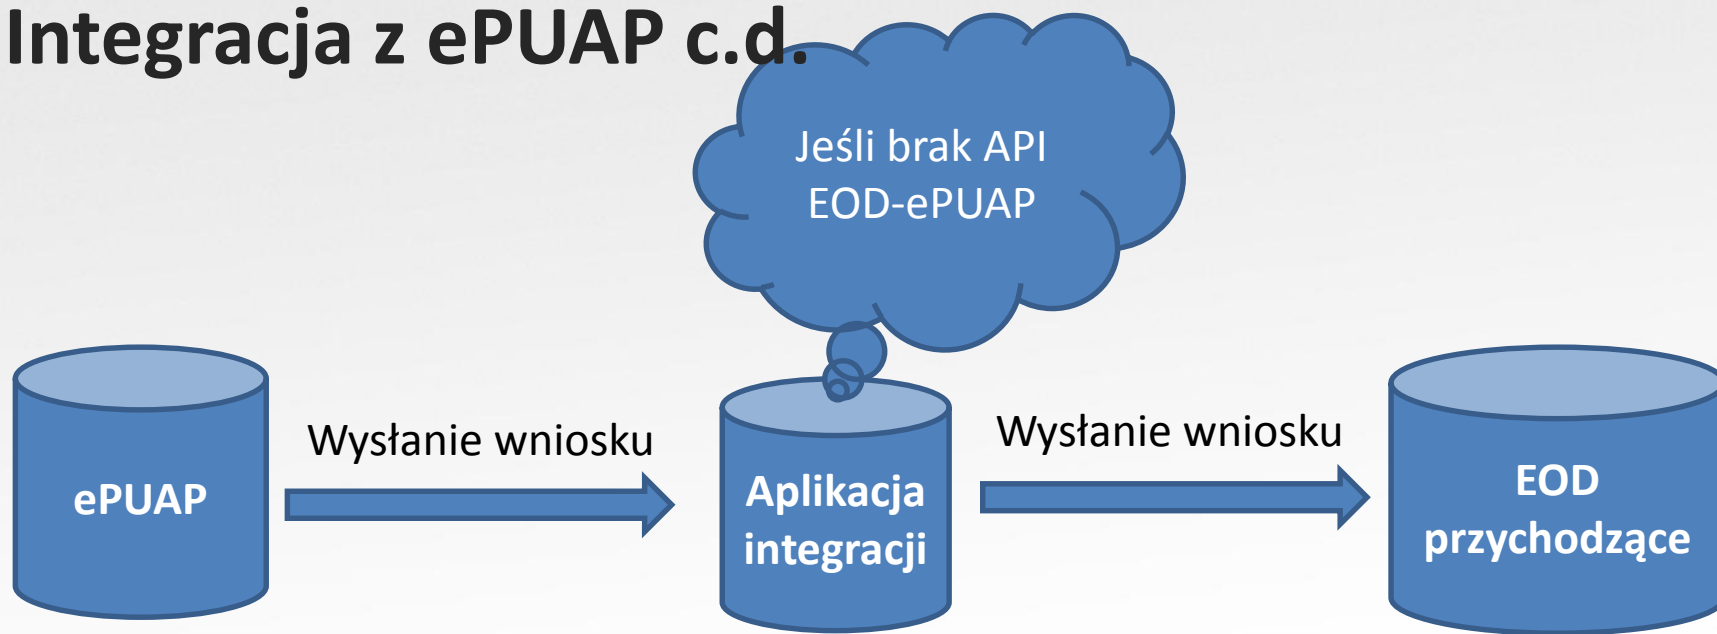 Integracja z ePUAP c.d.
Jeśli brak API
EOD-ePUAP
Wysłanie wniosku
Wysłanie wniosku
ePUAP
Aplikacja
integracji
EOD
przychodzące